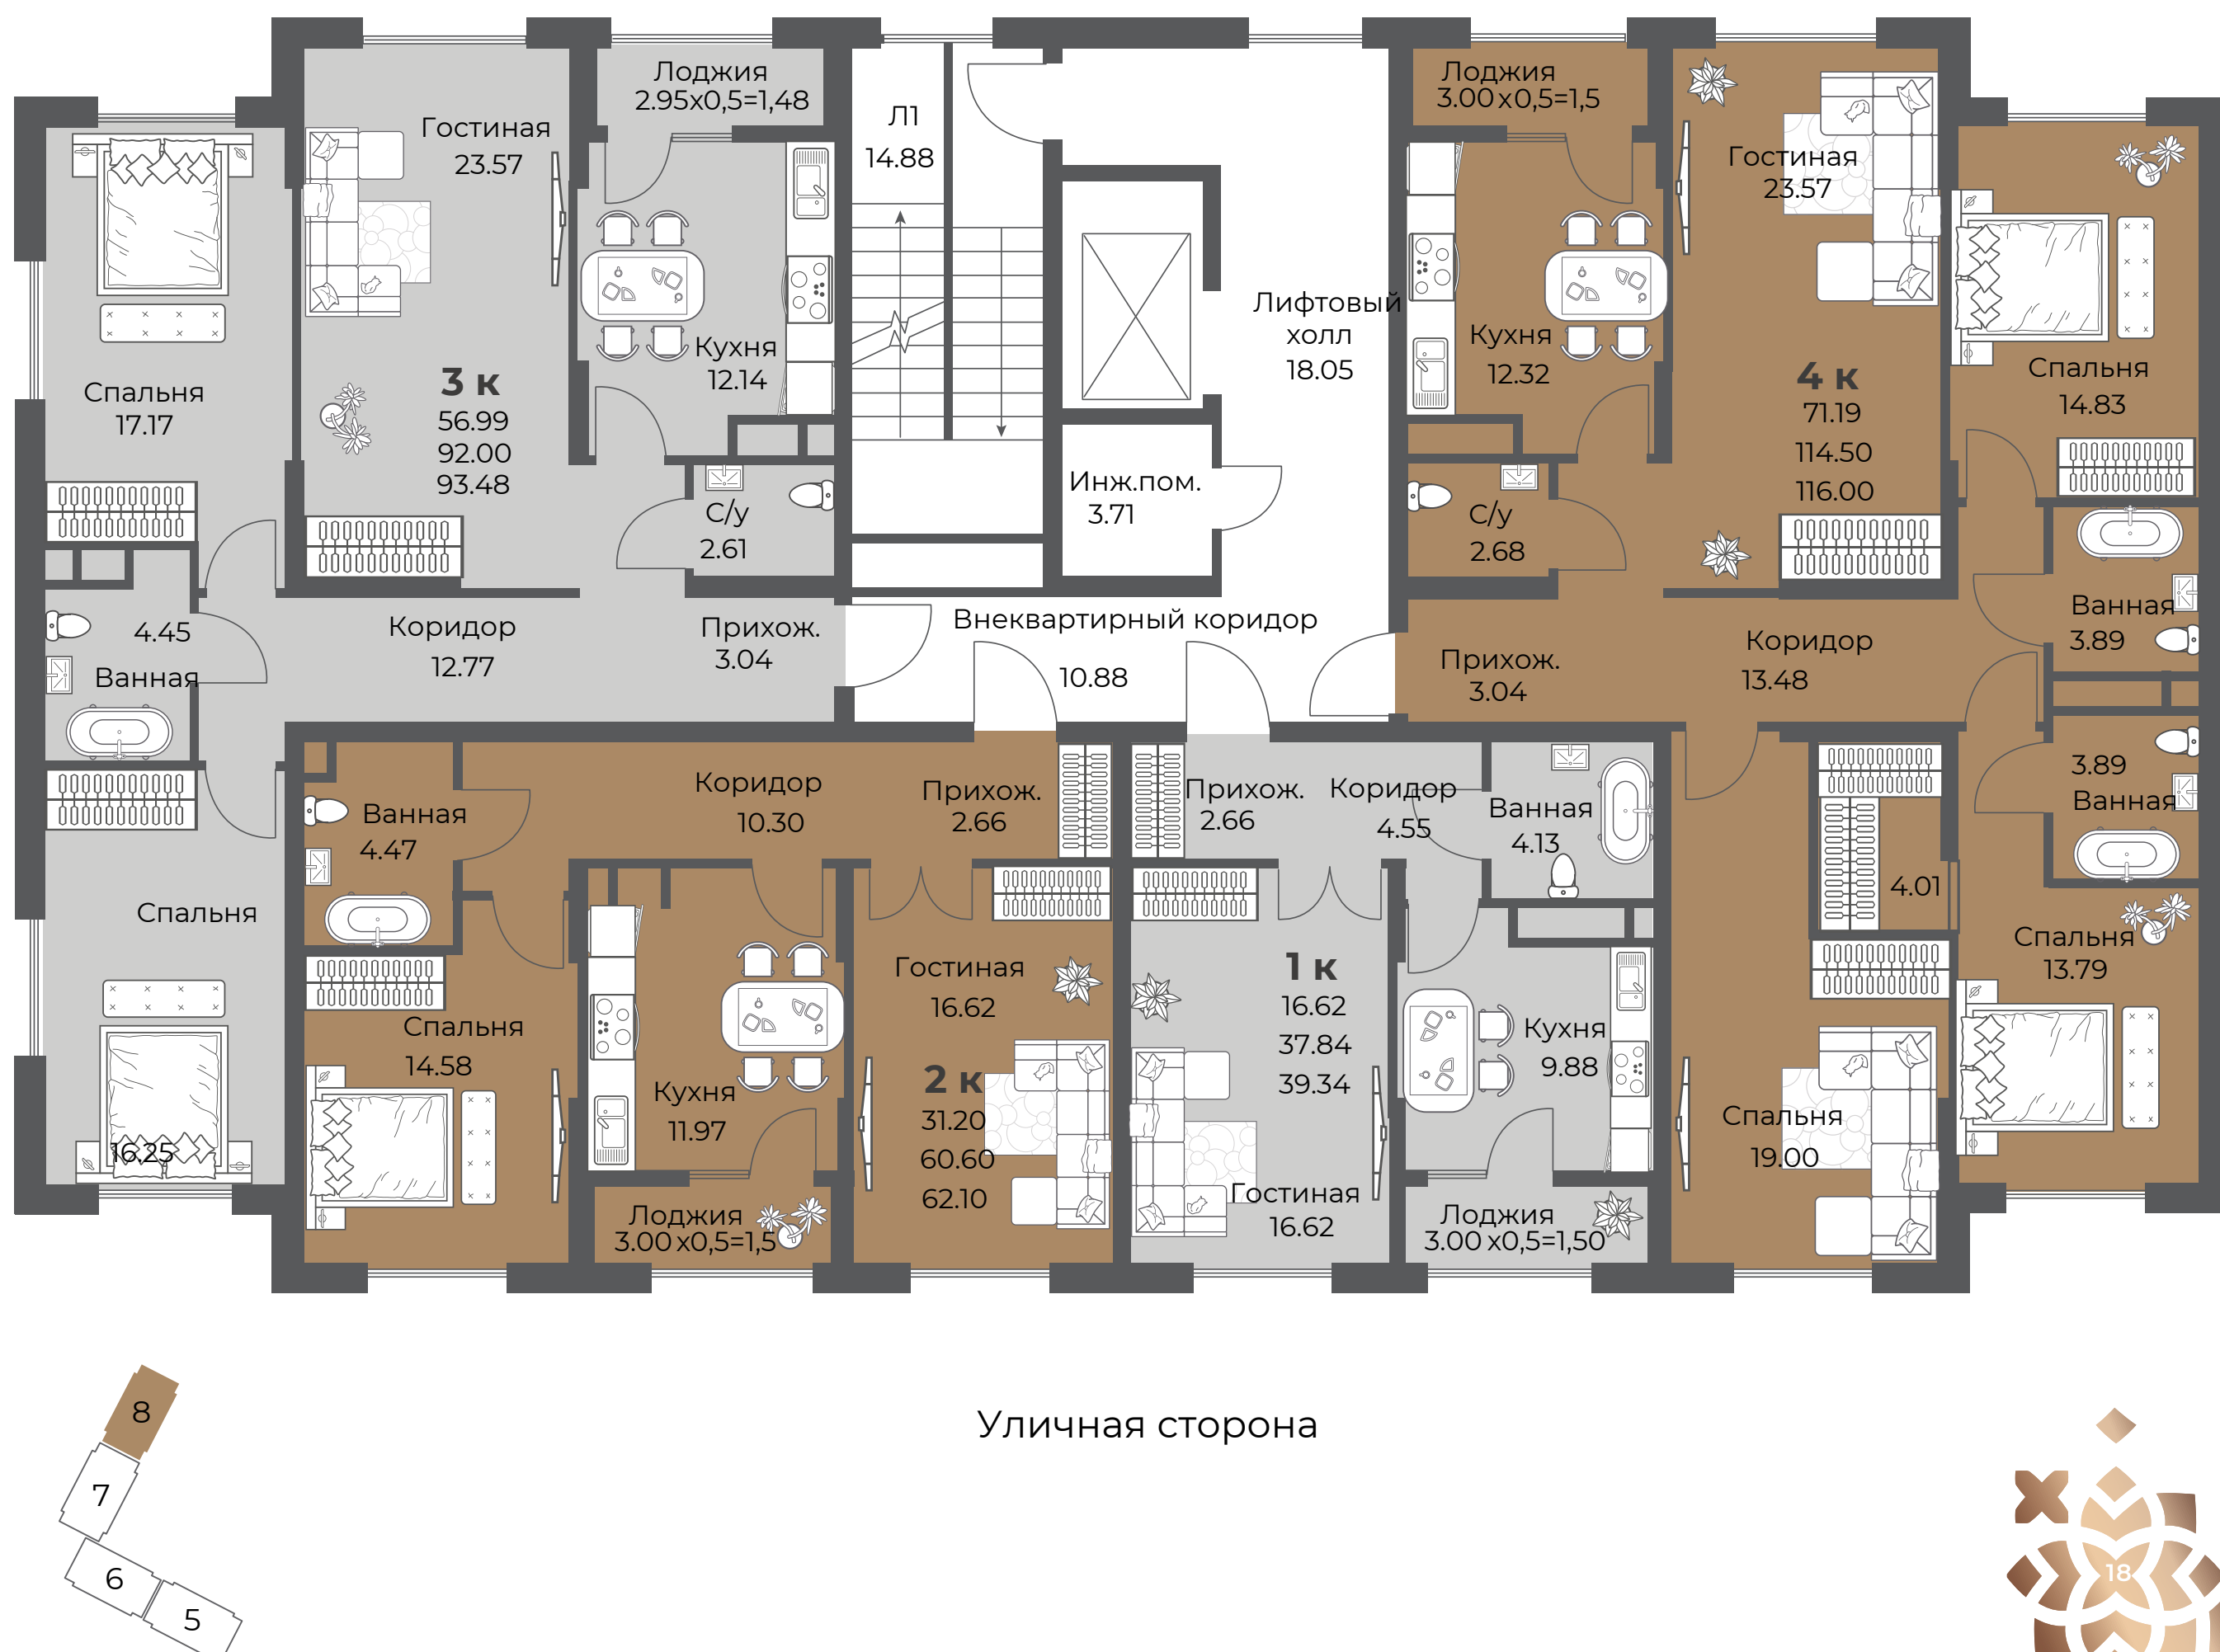 Лоджия
2.95x0,5=1,48
Гостиная
23.57
Л1
14.88
Лоджия
3.00 x0,5=1,5
Гостиная
23.57
Лифтовый
холл
18.05
Кухня
12.14
Кухня
12.32
Спальня
17.17
3 к
56.99
92.00
93.48
4 к
71.19
114.50
116.00
Спальня
14.83
Инж.пом.
3.71
С/у
2.61
С/у
2.68
4.45
Ванная
Коридор
12.77
Прихож.
3.04
Внеквартирный коридор
10.88
Прихож.
3.04
Коридор
13.48
Ванная
3.89
3.89
Ванная
Ванная
4.47
Коридор
10.30
Прихож.
2.66
Прихож.
2.66
Коридор
4.55
Ванная
4.13
4.01
Спальня
16.25
Спальня
14.58
Кухня
11.97
Гостиная
16.62
2 к
31.20
60.60
62.10
1 к
16.62
37.84
39.34
Гостиная
16.62
Кухня
9.88
Спальня
19.00
Спальня
13.79
Лоджия
3.00 x0,5=1,5
Лоджия
3.00 x0,5=1,50
Уличная сторона
8
7
6
5
18